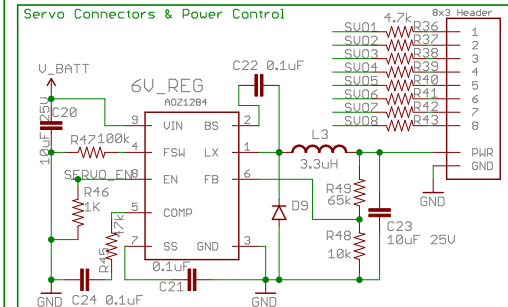 Servo Connectors & Power Control
8x3 Header
4.7k
SVO1 R36 1
SVO2 R37 2
SVO3 R38 3
SVO4 R39 4
SVO5 R40 5
SVO6 R41 6
SVO7 R42 7
SVO8 R43 8
PWR
GND
GND
V_BATT
C20
10uF 25V
6V_REG
AOZ1284
C22 0.1uF
9 VIN BS 2
R47 100k
4 FSW LX 1
L3
3.3uH
SERVO_EN
8 EN FB 6
R46
1K
R49
65k
D9
5 COMP
47k
R45
C23
10uF 25V
R48
10k
7 SS GND 3
0.1uF
C21
C24 0.1uF
GND
GND